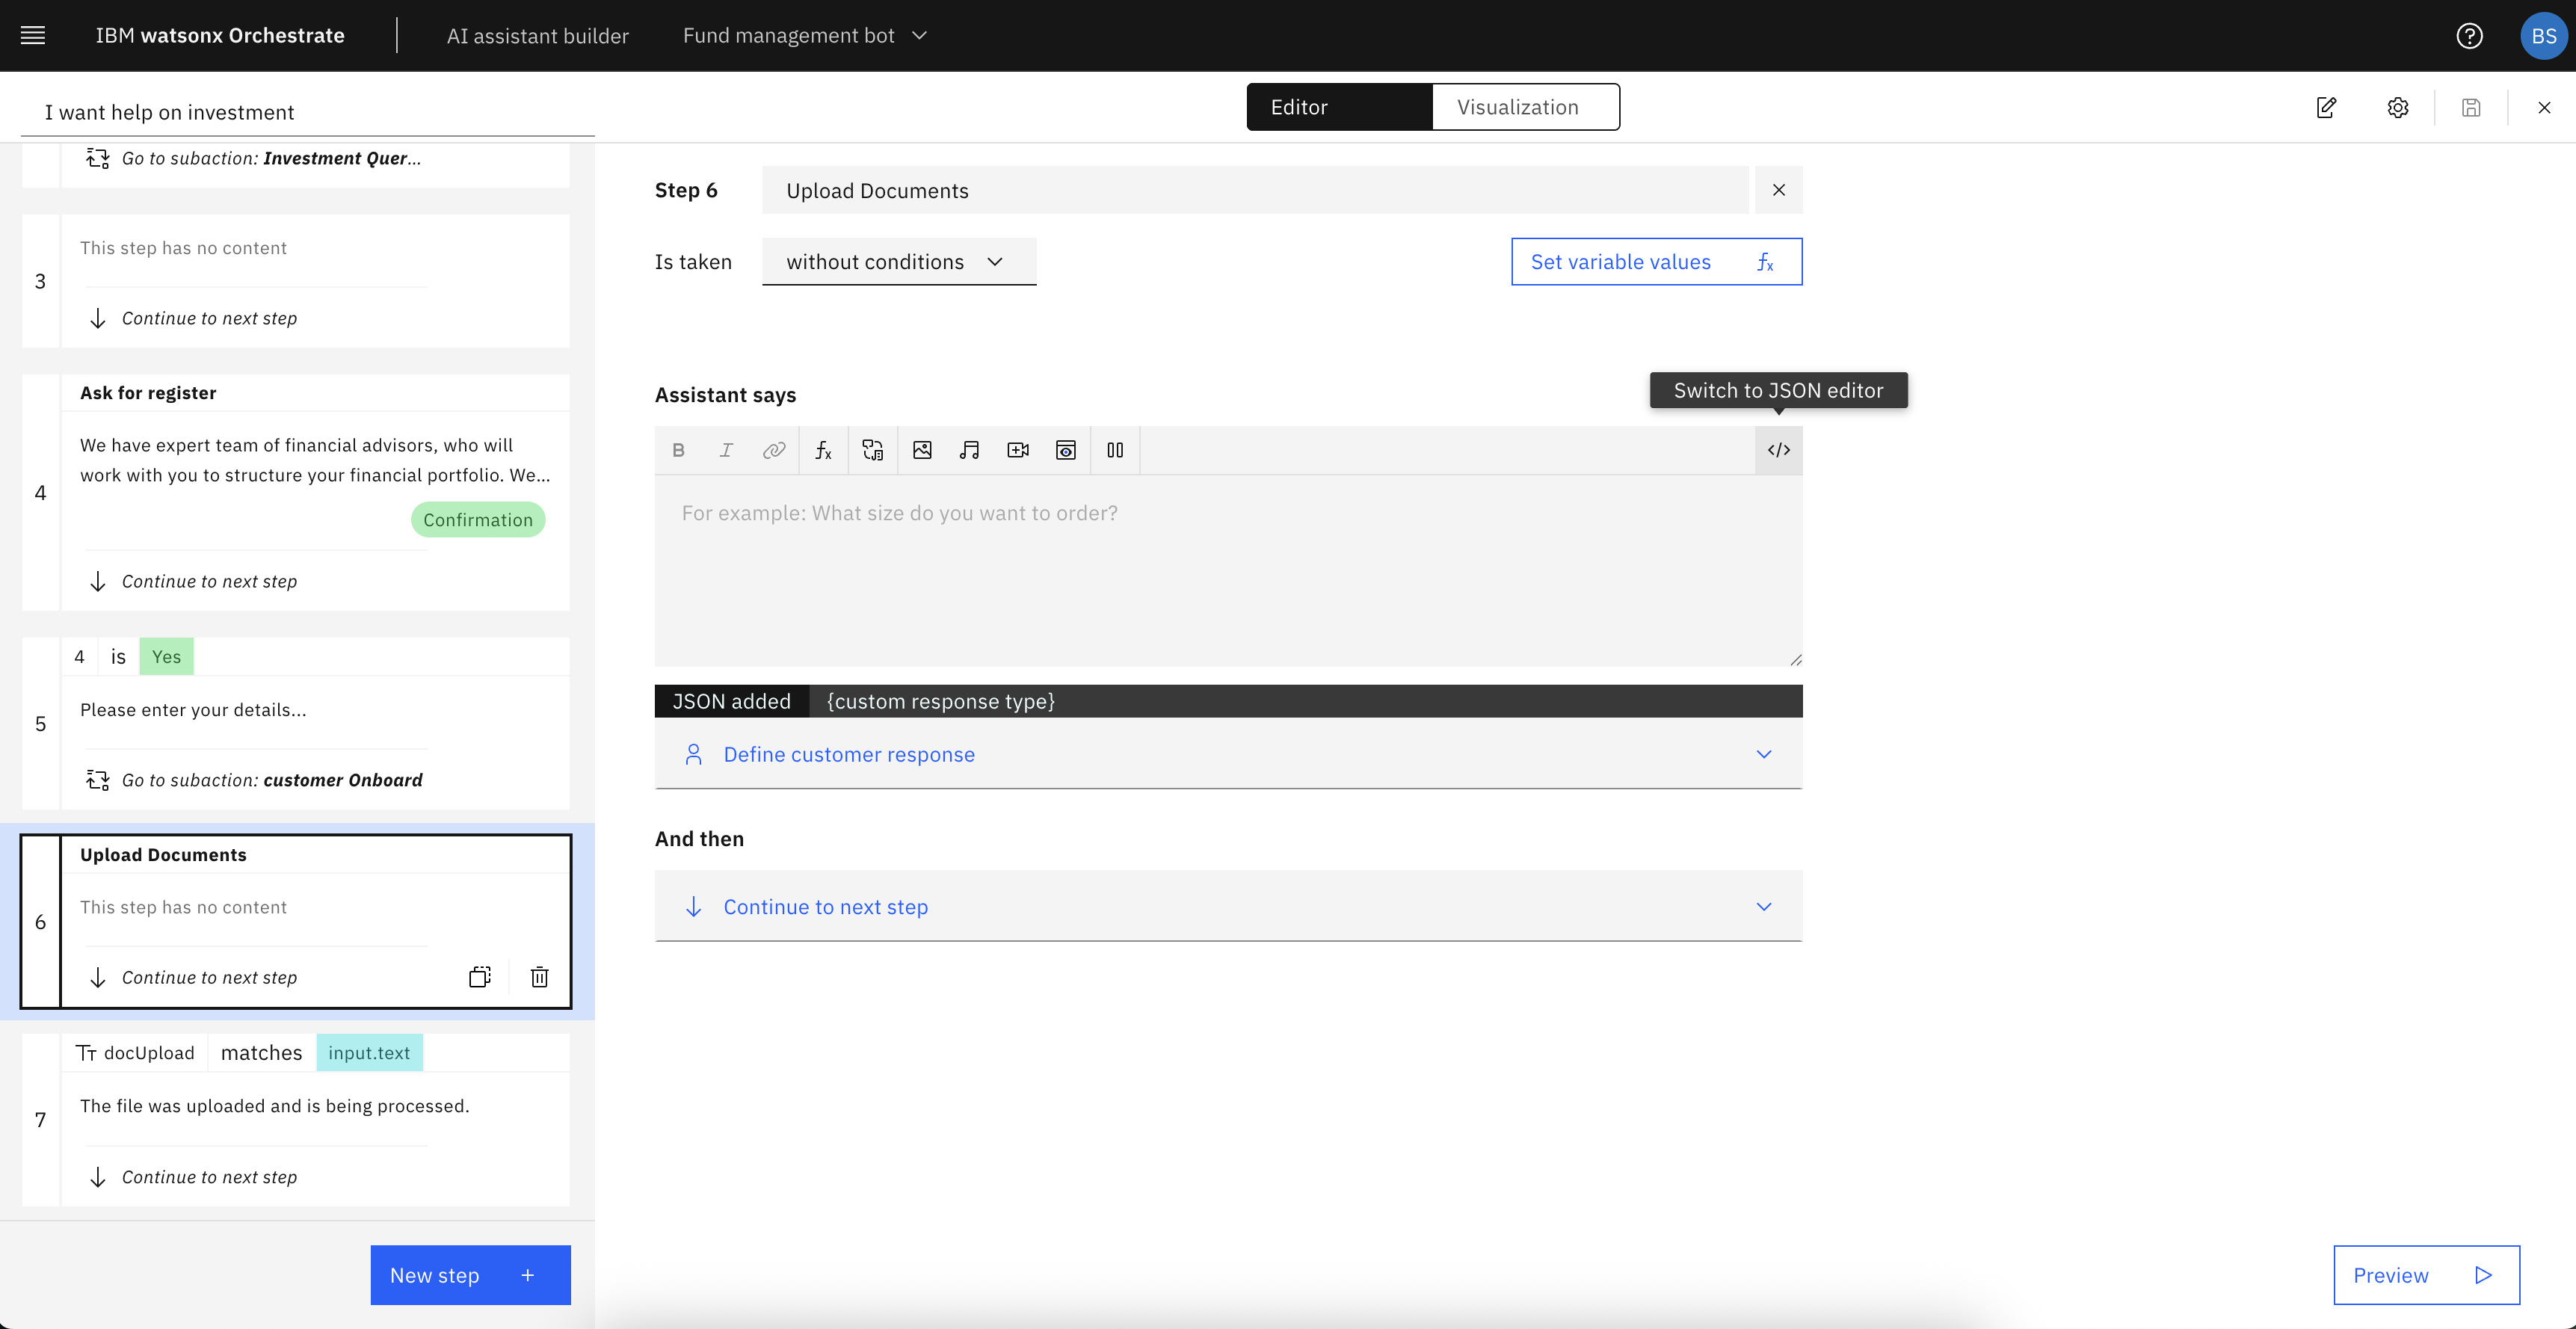 IBM watsonx Orchestrate
AI assistant builder
Fund management bot
BS
I want help on investment
Editor
Visualization
Go to subaction: Investment Quer...
3
This step has no content
Continue to next step
4
Ask for register
We have expert team of financial advisors, who will
work with you to structure your financial portfolio. We...
Confirmation
Continue to next step
5
4 is Yes
Please enter your details...
Go to subaction: customer Onboard
6
Upload Documents
This step has no content
Continue to next step
7
docUpload matches input.text
The file was uploaded and is being processed.
Continue to next step
New step +
Step 6
Upload Documents
Is taken
without conditions
Set variable values fx
Switch to JSON editor
Assistant says
B I fx </>
For example: What size do you want to order?
JSON added {custom response type}
Define customer response
And then
Continue to next step
Preview